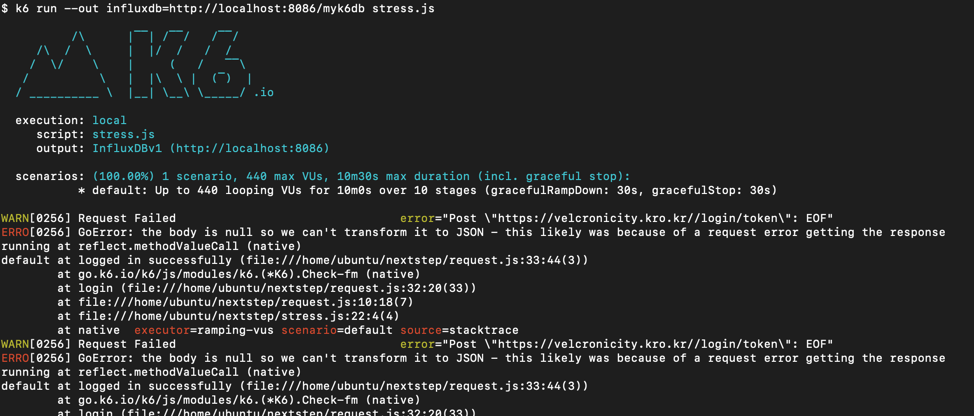 $ k6 run --out influxdb=http://localhost:8086/myk6db stress.js
K6
.io
execution: local
script: stress.js
output: InfluxDBv1 (http://localhost:8086)
scenarios: (100.00%) 1 scenario, 440 max VUs, 10m30s max duration (incl. graceful stop):
* default: Up to 440 looping VUs for 10m0s over 10 stages (gracefulRampDown: 30s, gracefulStop: 30s)
WARN[0256] Request Failed error="Post \"https://velcronicity.kro.kr//login/token\": EOF"
ERRO[0256] GoError: the body is null so we can't transform it to JSON - this likely was because of a request error getting the response
running at reflect.methodValueCall (native)
default at logged in successfully (file:///home/ubuntu/nextstep/request.js:33:44(3))
at go.k6.io/k6/js/modules/k6.(*K6).Check-fm (native)
at login (file:///home/ubuntu/nextstep/request.js:32:20(33))
at file:///home/ubuntu/nextstep/request.js:10:18(7)
at file:///home/ubuntu/nextstep/stress.js:22:4(4)
at native executor=ramping-vus scenario=default source=stacktrace
WARN[0256] Request Failed error="Post \"https://velcronicity.kro.kr//login/token\": EOF"
ERRO[0256] GoError: the body is null so we can't transform it to JSON - this likely was because of a request error getting the response
running at reflect.methodValueCall (native)
default at logged in successfully (file:///home/ubuntu/nextstep/request.js:33:44(3))
at go.k6.io/k6/js/modules/k6.(*K6).Check-fm (native)
at login (file:///home/ubuntu/nextstep/request.js:32:20(33))